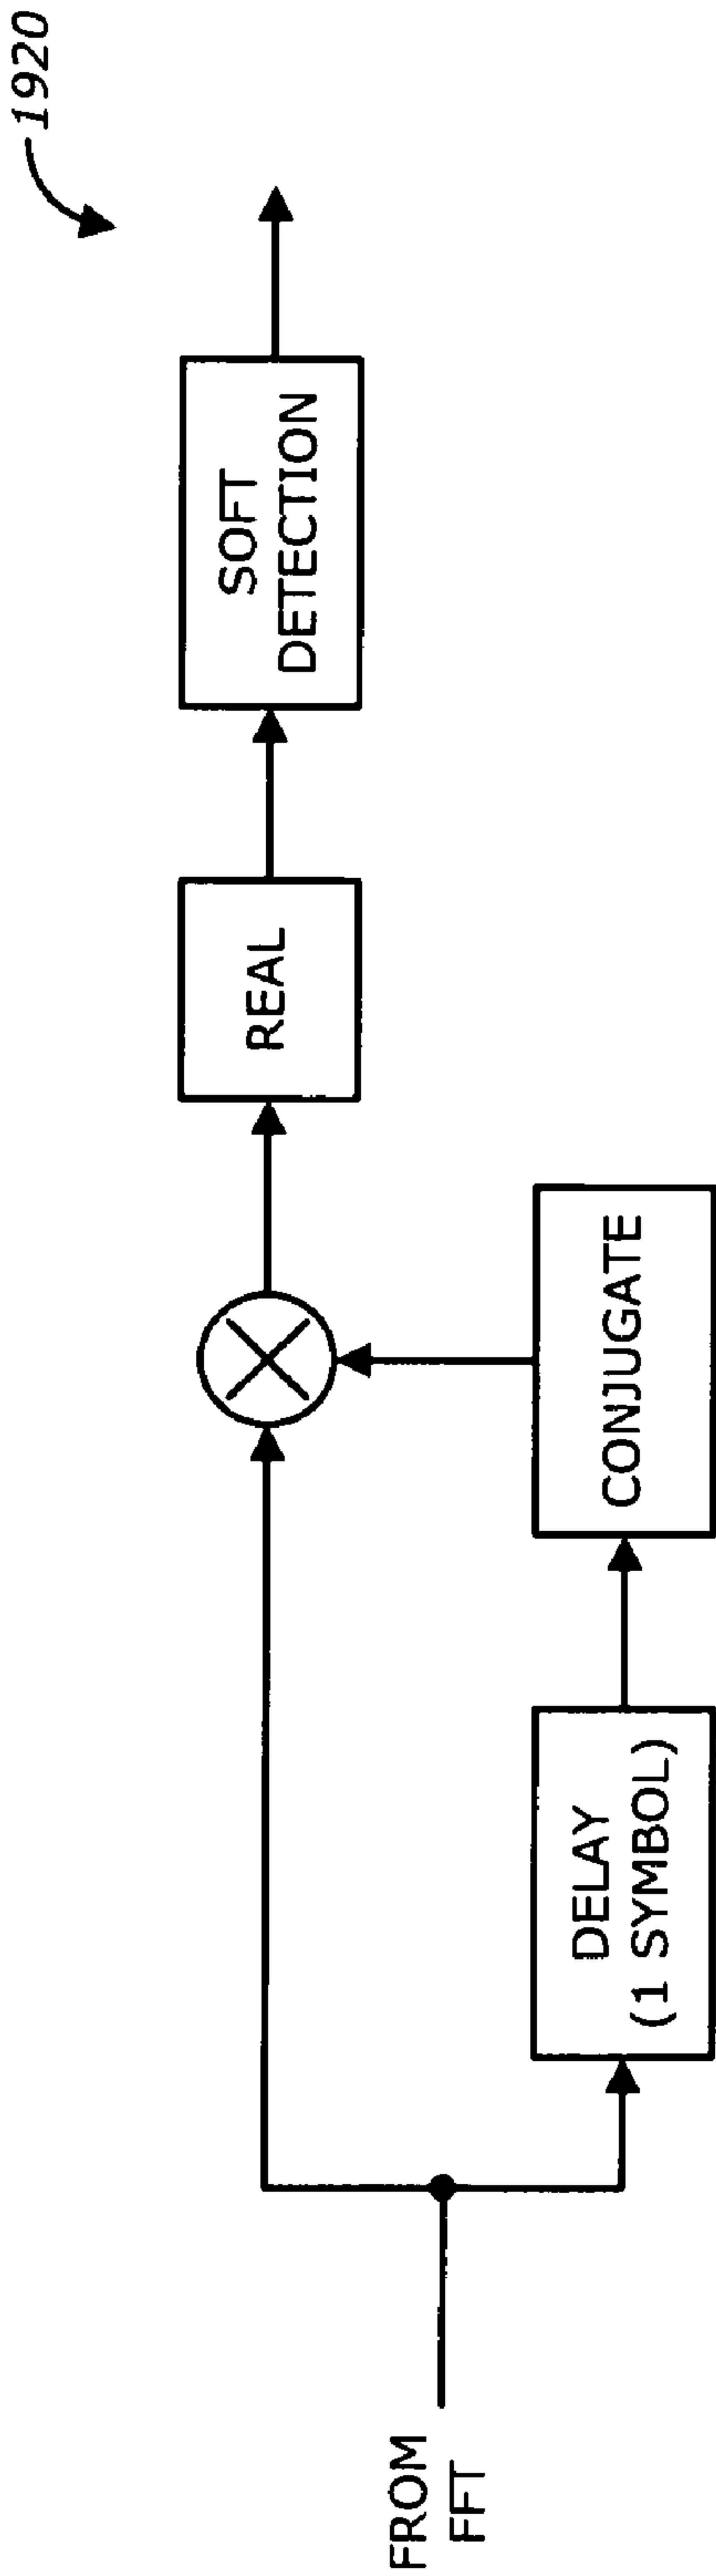 1920
FROM
FFT
DELAY
(1 SYMBOL)
CONJUGATE
REAL
SOFT
DETECTION